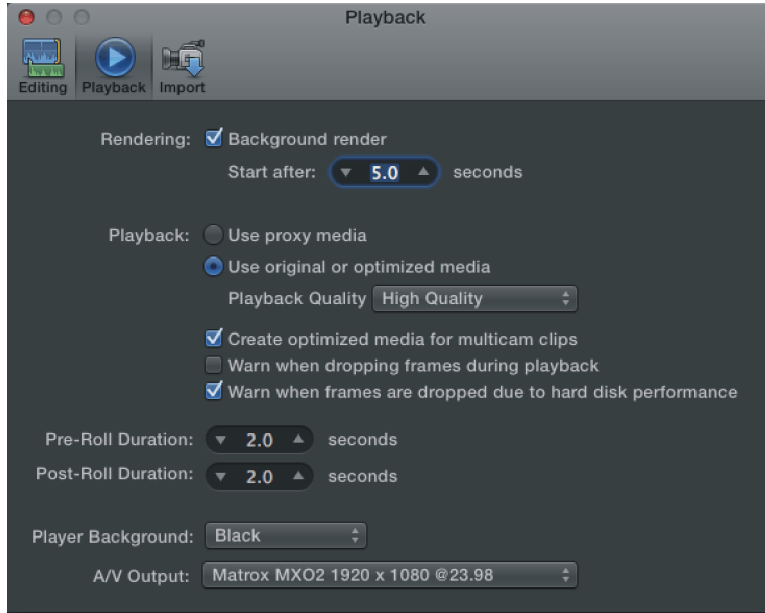 Playback
Editing Playback Import
Rendering: Background render
Start after: 5.0 seconds
Playback: Use proxy media
Use original or optimized media
Playback Quality High Quality
Create optimized media for multicam clips
Warn when dropping frames during playback
Warn when frames are dropped due to hard disk performance
Pre-Roll Duration: 2.0 seconds
Post-Roll Duration: 2.0 seconds
Player Background: Black
A/V Output: Matrox MXO2 1920 x 1080 @23.98